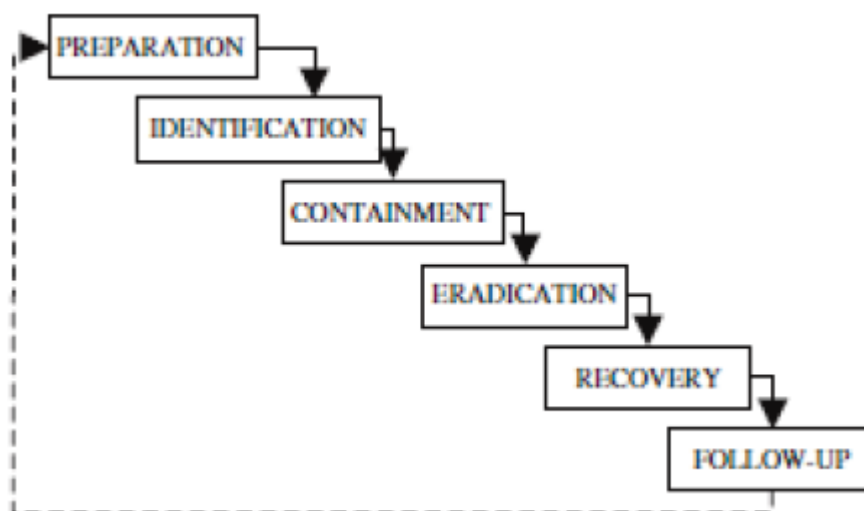 PREPARATION
IDENTIFICATION
CONTAINMENT
ERADICATION
RECOVERY
FOLLOW-UP